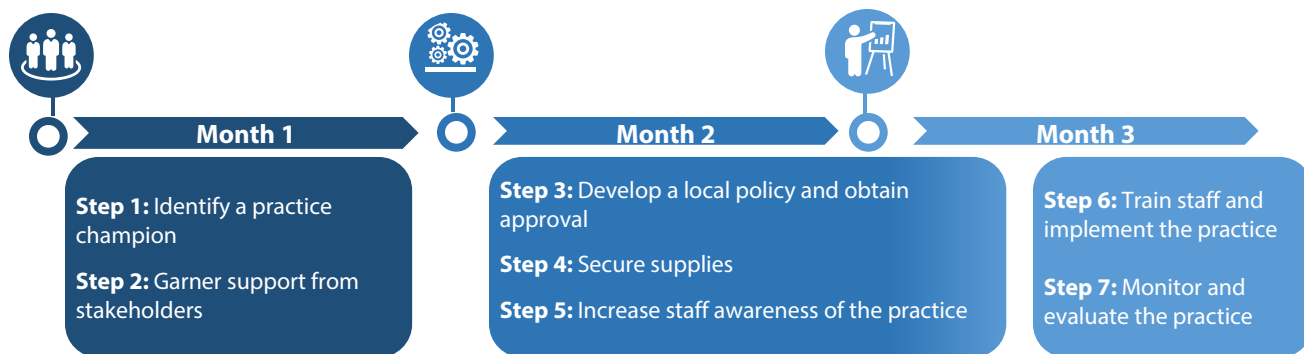 Month 1
Month 2
Month 3
Step 1: Identify a practice
champion
Step 2: Garner support from
stakeholders
Step 3: Develop a local policy and obtain
approval
Step 4: Secure supplies
Step 5: Increase staff awareness of the practice
Step 6: Train staff and
implement the practice
Step 7: Monitor and
evaluate the practice